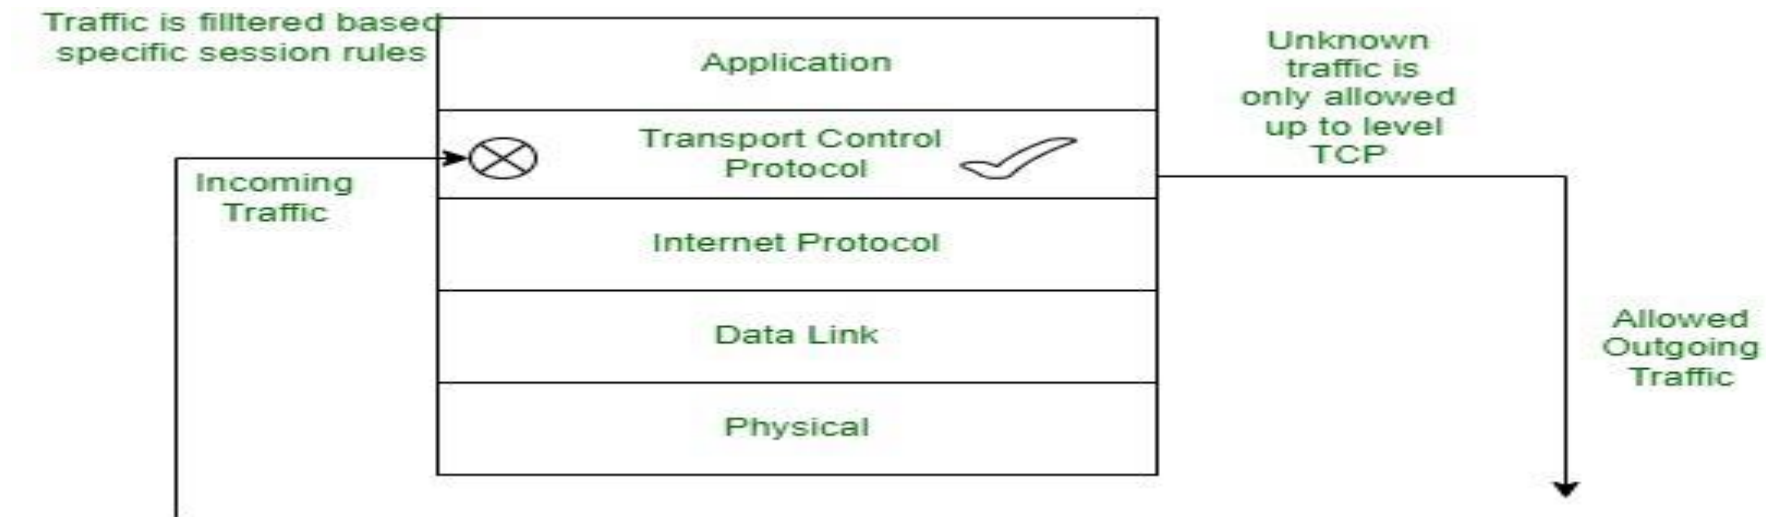 Traffic is filltered based
specific session rules
Application
Unknown
traffic is
only allowed
up to level
TCP
Transport Control
Protocol
Incoming
Traffic
Internet Protocol
Data Link
Allowed
Outgoing
Traffic
Physical